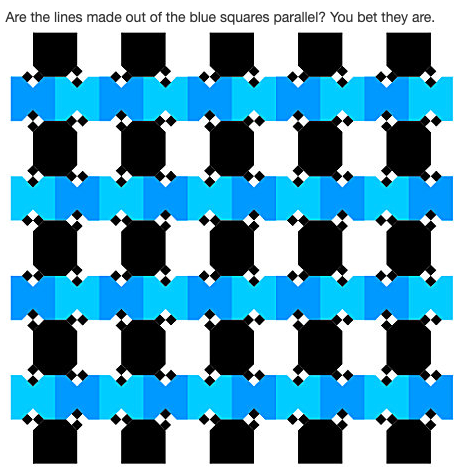 Are the lines made out of the blue squares parallel? You bet they are.